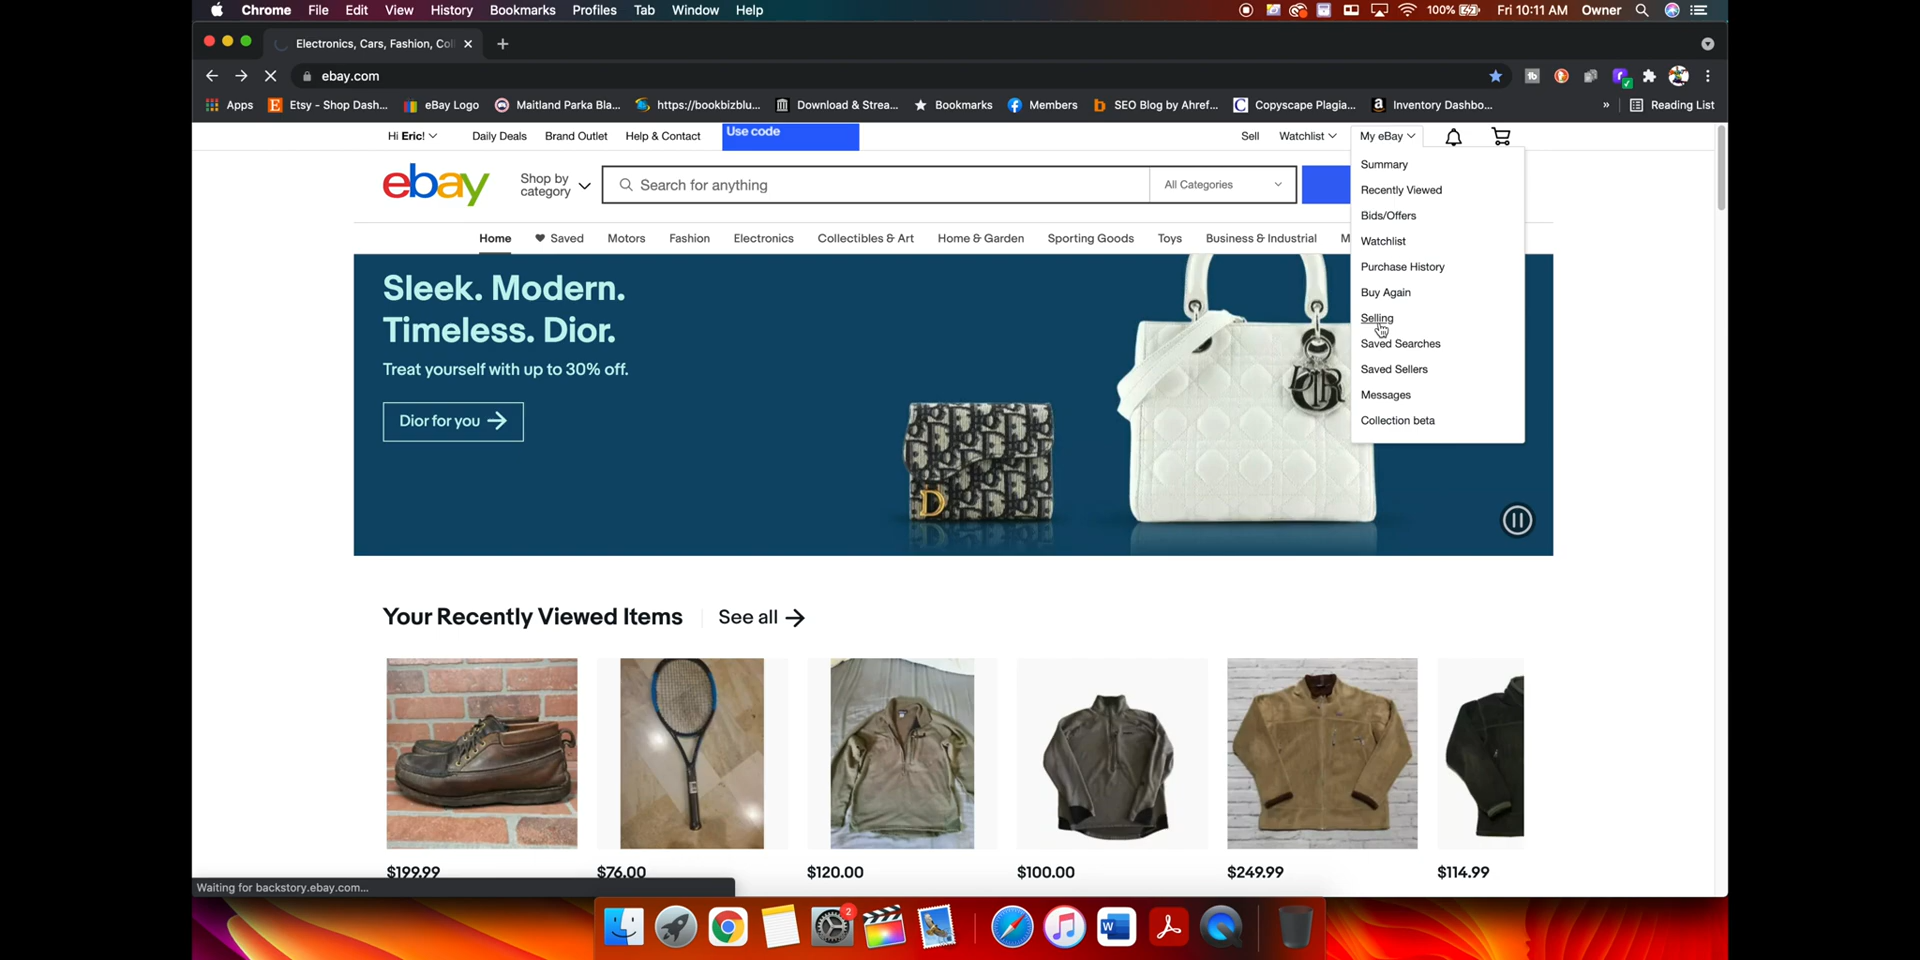 Chrome File Edit View History Bookmarks Profiles Tab Window Help 100% Fri 10:11 AM Owner
Electronics, Cars, Fashion, Col
ebay.com
Apps Etsy - Shop Dash... eBay Logo Maitland Parka Bla... https://bookbizblu... Download & Strea... Bookmarks Members SEO Blog by Ahref... Copyscape Plagia... Inventory Dashbo... » Reading List
Hi Eric! Daily Deals Brand Outlet Help & Contact Use code Sell Watchlist My eBay
ebay Shop by category Search for anything All Categories
Home Saved Motors Fashion Electronics Collectibles & Art Home & Garden Sporting Goods Toys Business & Industrial M
Summary
Recently Viewed
Bids/Offers
Watchlist
Purchase History
Buy Again
Selling
Saved Searches
Saved Sellers
Messages
Collection beta
Sleek. Modern.
Timeless. Dior.
Treat yourself with up to 30% off.
Dior for you →
Your Recently Viewed Items See all →
$199.99 $76.00 $120.00 $100.00 $249.99 $114.99
Waiting for backstory.ebay.com...
2